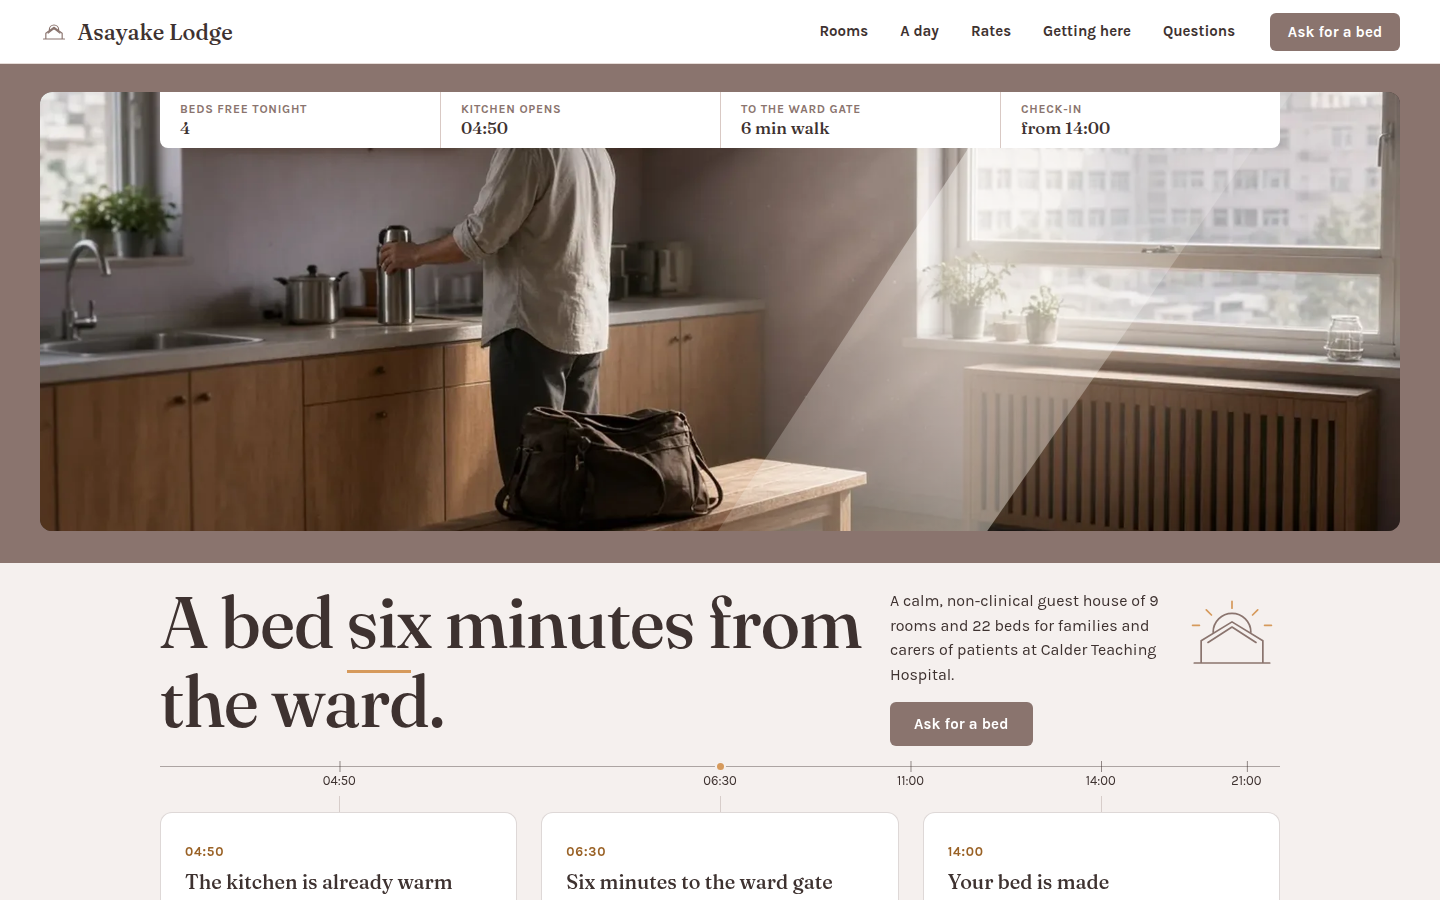 Asayake Lodge
Rooms
A day
Rates
Getting here
Questions
Ask for a bed
BEDS FREE TONIGHT
4
KITCHEN OPENS
04:50
TO THE WARD GATE
6 min walk
CHECK-IN
from 14:00
A bed six minutes from
the ward.
A calm, non-clinical guest house of 9
rooms and 22 beds for families and
carers of patients at Calder Teaching
Hospital.
Ask for a bed
04:50
06:30
11:00
14:00
21:00
04:50
The kitchen is already warm
06:30
Six minutes to the ward gate
14:00
Your bed is made